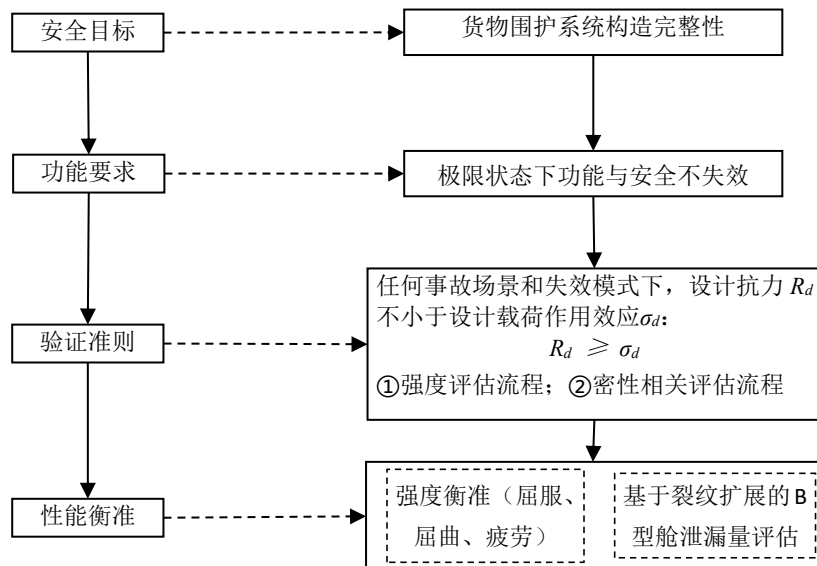 安全目标
货物围护系统构造完整性
功能要求
极限状态下功能与安全不失效
验证准则
任何事故场景和失效模式下，设计抗力 Rd
不小于设计载荷作用效应σd：
Rd ≥ σd
①强度评估流程；②密性相关评估流程
性能衡准
强度衡准（屈服、
屈曲、疲劳）
基于裂纹扩展的 B
型舱泄漏量评估